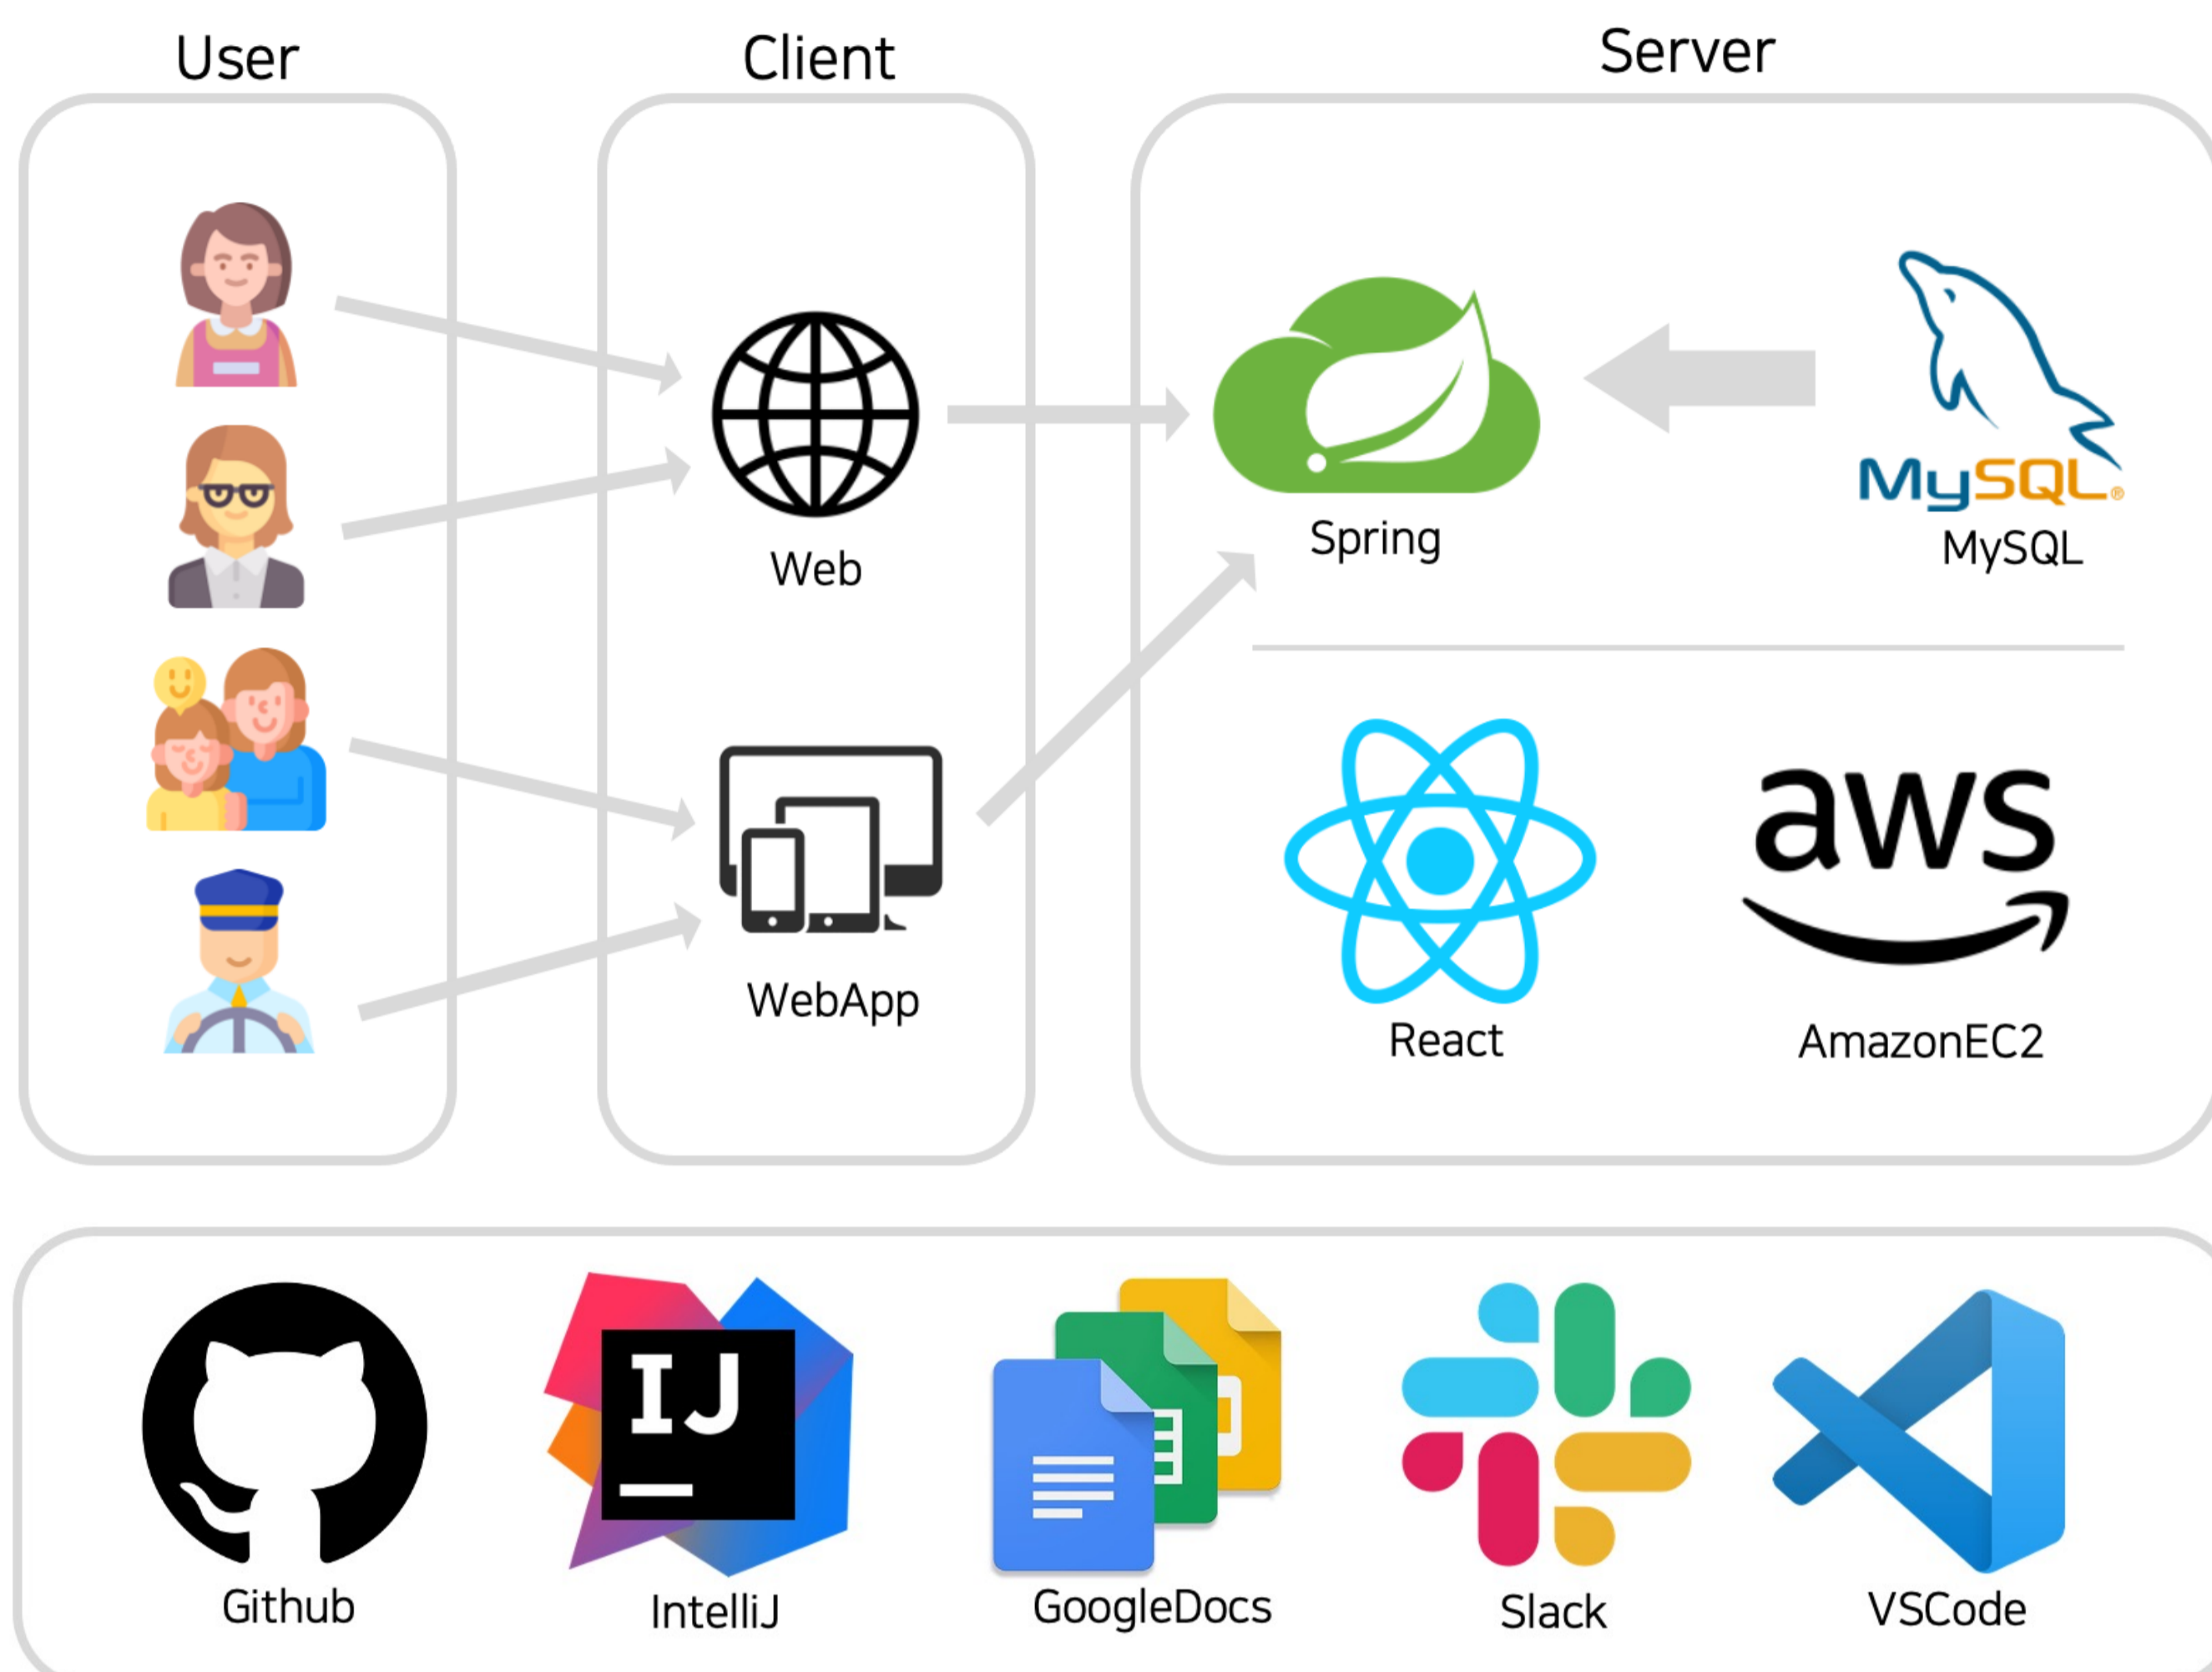 User
Client
Server
Web
Spring
MySQL®
MySQL
WebApp
React
aws
AmazonEC2
IJ
Github
IntelliJ
GoogleDocs
Slack
VSCode